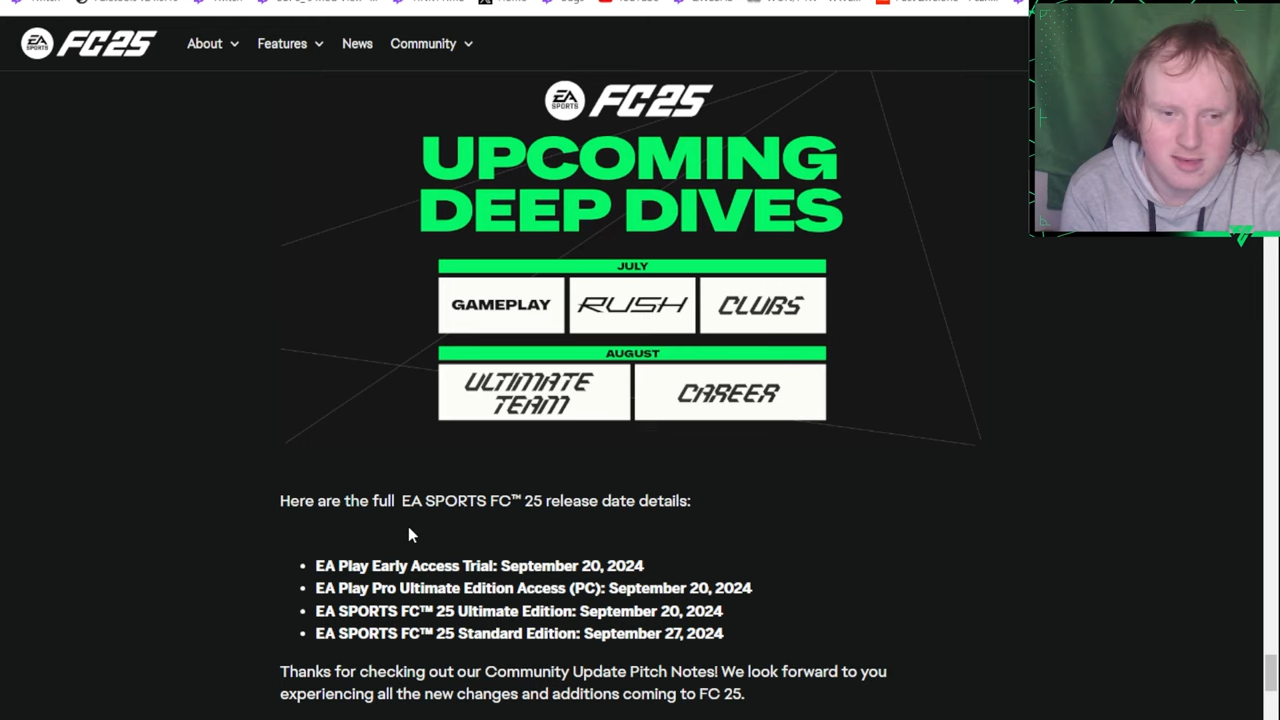 EA SPORTS FC25 About Features News Community
EA SPORTS FC25
UPCOMING
DEEP DIVES
JULY
GAMEPLAY RUSH CLUBS
AUGUST
ULTIMATE
TEAM
CAREER
Here are the full EA SPORTS FC™ 25 release date details:
• EA Play Early Access Trial: September 20, 2024
• EA Play Pro Ultimate Edition Access (PC): September 20, 2024
• EA SPORTS FC™ 25 Ultimate Edition: September 20, 2024
• EA SPORTS FC™ 25 Standard Edition: September 27, 2024
Thanks for checking out our Community Update Pitch Notes! We look forward to you
experiencing all the new changes and additions coming to FC 25.